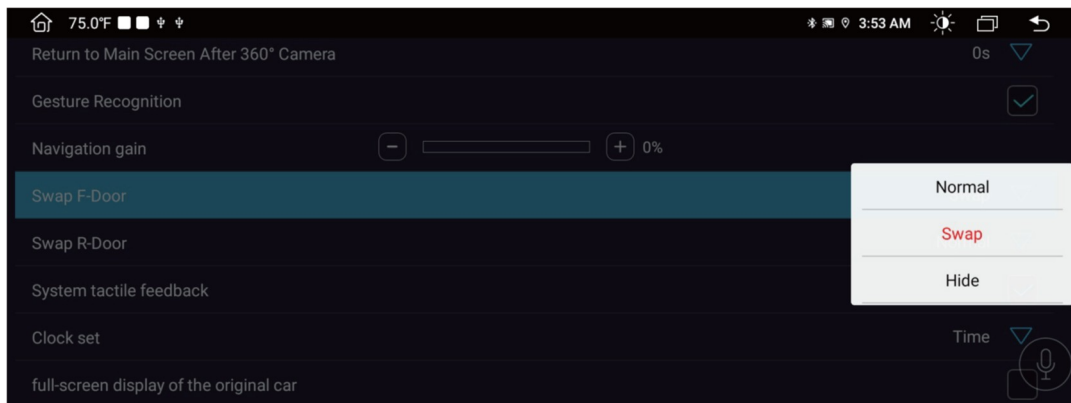 75.0°F 3:53 AM
Return to Main Screen After 360° Camera 0s
Gesture Recognition
Navigation gain - + 0%
Swap F-Door
Normal
Swap R-Door
Swap
System tactile feedback
Hide
Clock set Time
full-screen display of the original car